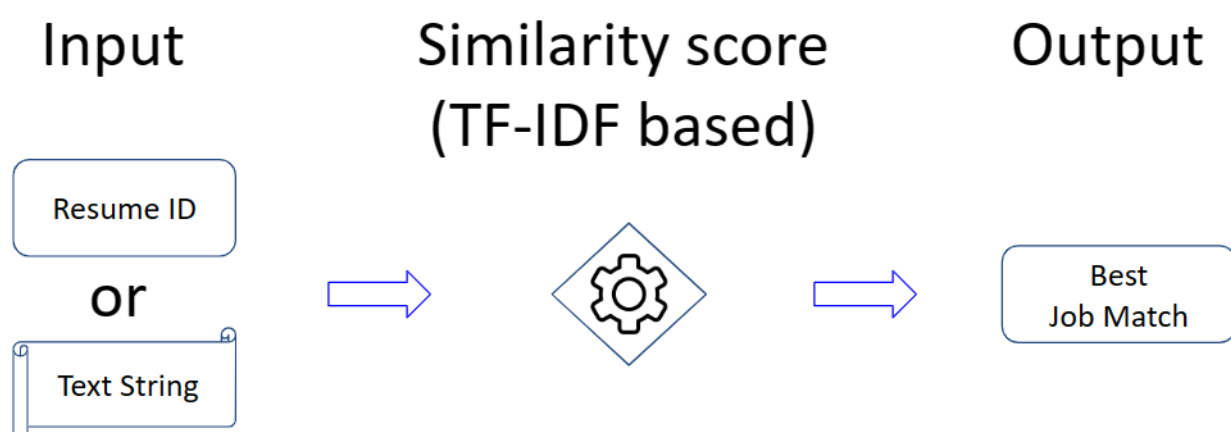 Input
Similarity score
(TF-IDF based)
Output
Resume ID
or
Text String
Best
Job Match